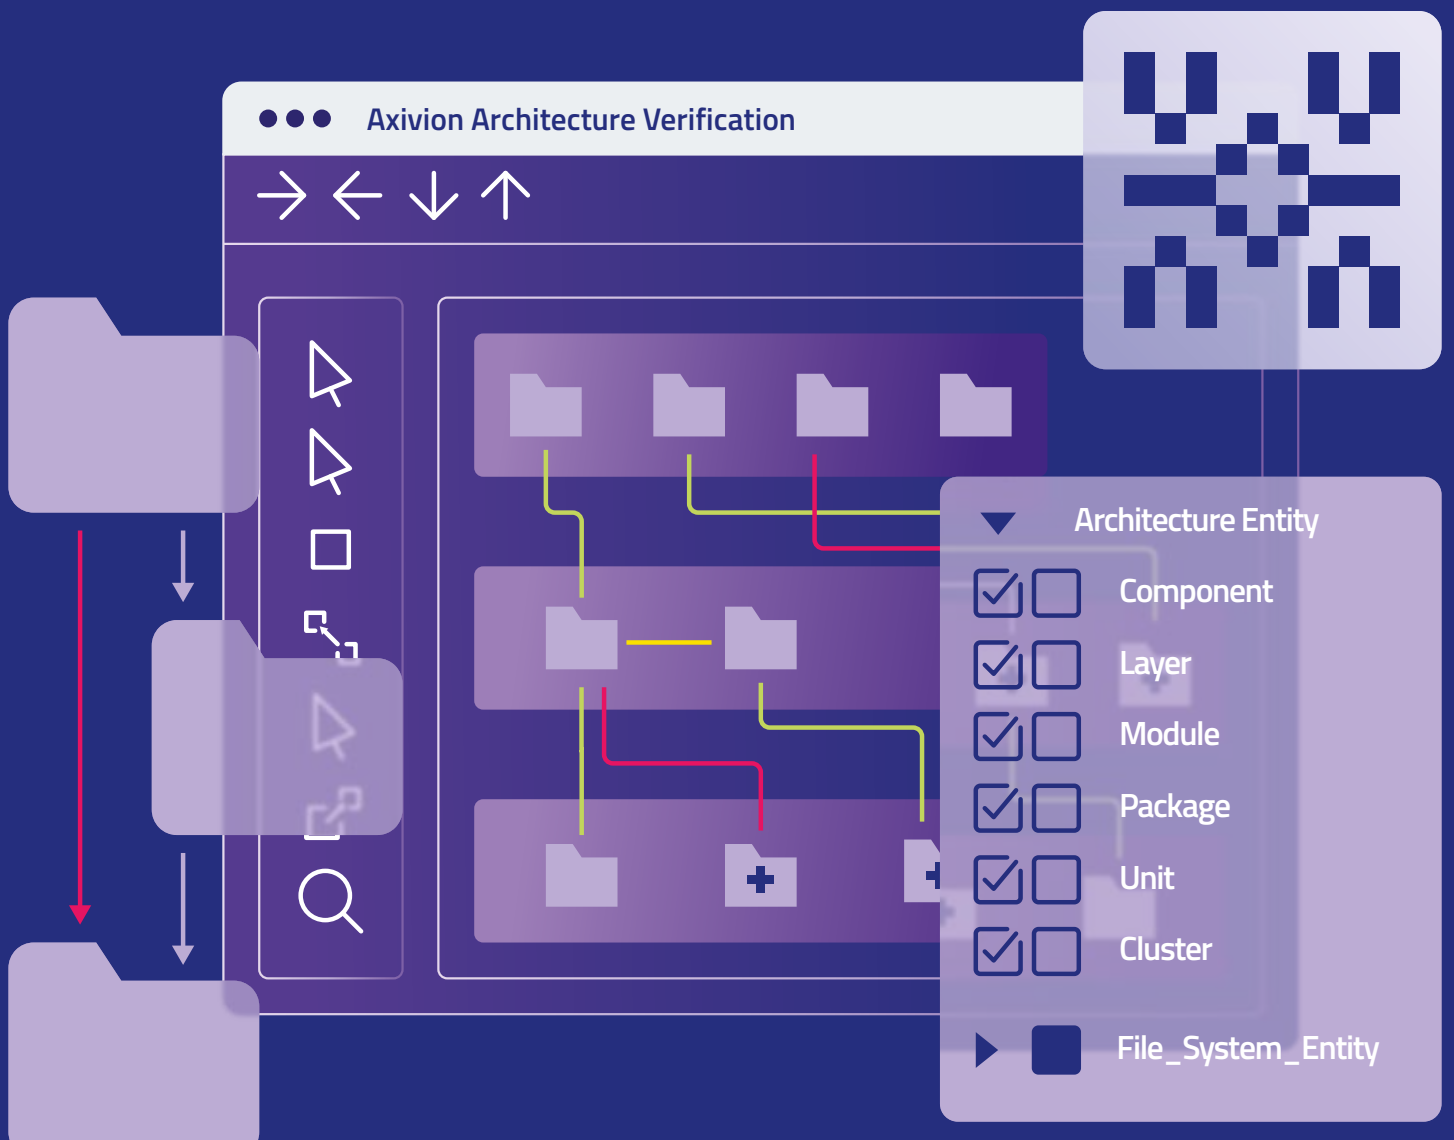 Axivion Architecture Verification
Architecture Entity
Component
Layer
Module
Package
Unit
Cluster
File_System_Entity